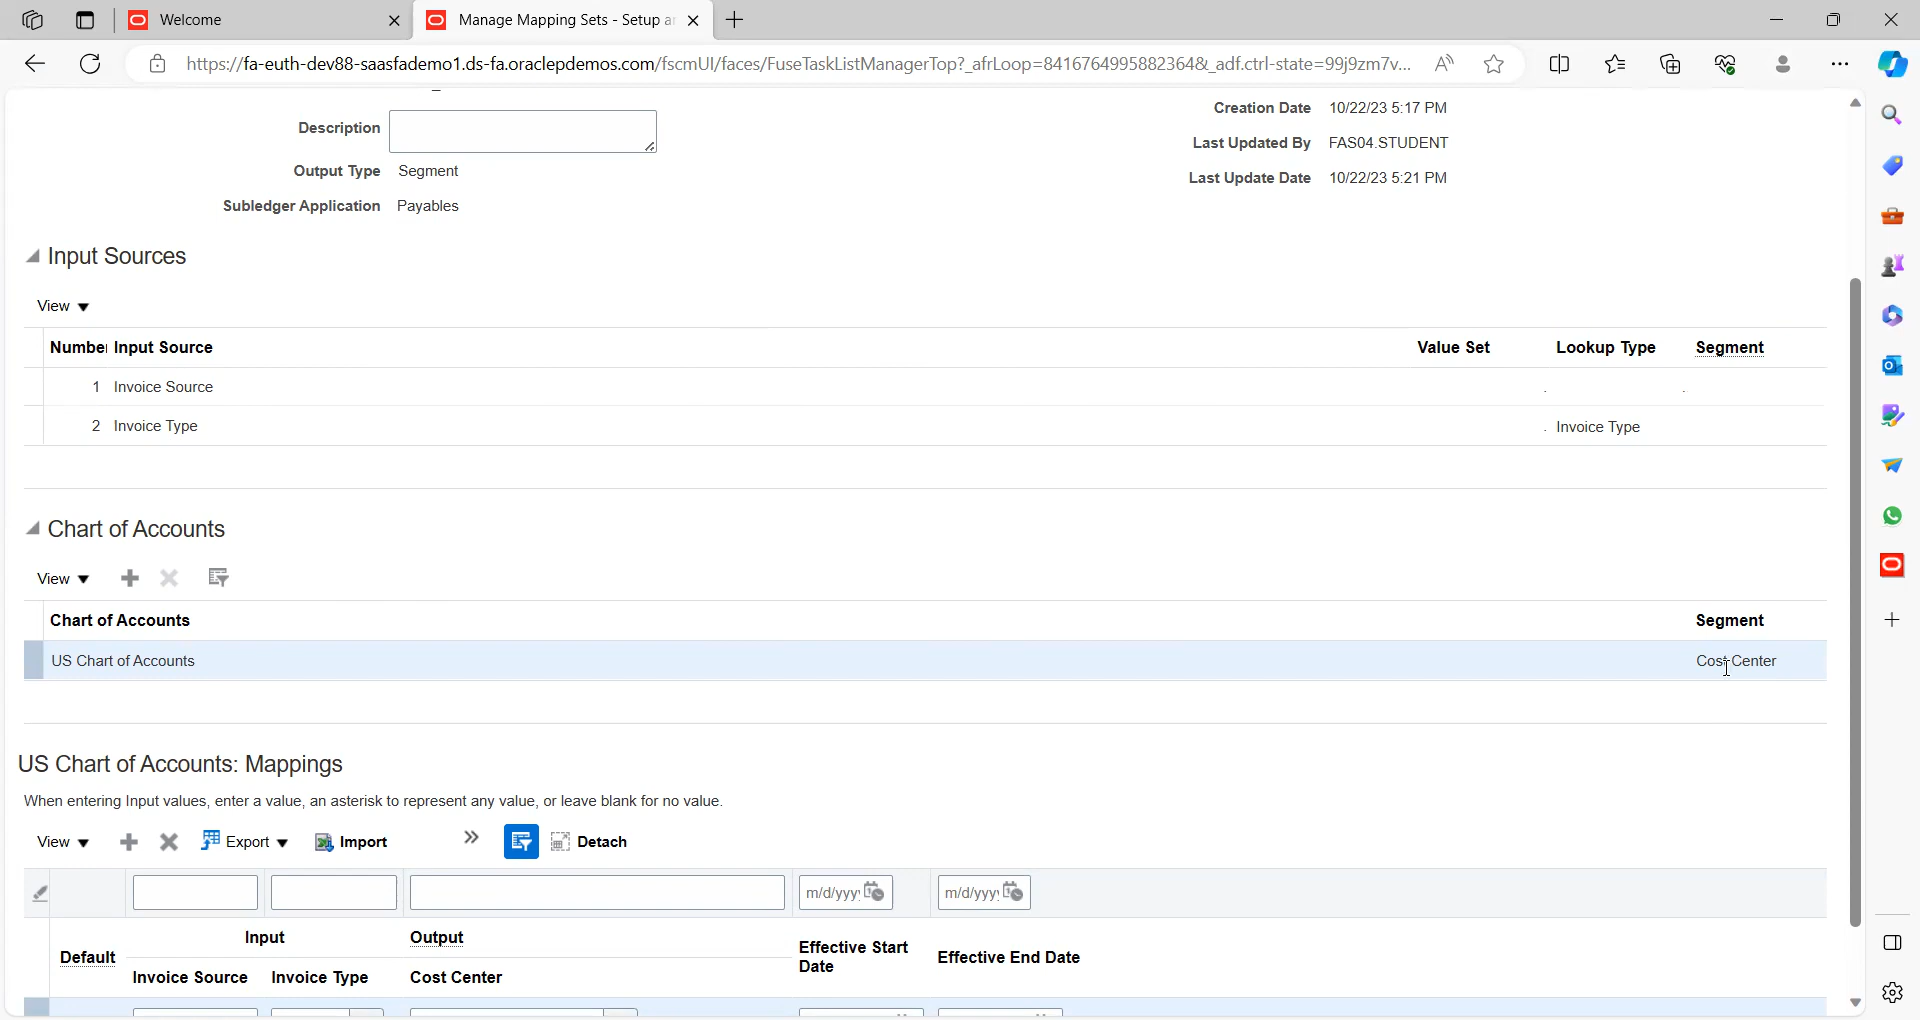 Welcome
Manage Mapping Sets - Setup ar
https://fa-euth-dev88-saasfademo1.ds-fa.oraclepdemos.com/fscmUI/faces/FuseTaskListManagerTop?_afrLoop=8416764995882364&_adf.ctrl-state=99j9zm7v...
Creation Date 10/22/23 5:17 PM
Description
Last Updated By FAS04.STUDENT
Output Type Segment
Last Update Date 10/22/23 5:21 PM
Subledger Application Payables
Input Sources
View
Number Input Source Value Set Lookup Type Segment
1 Invoice Source
2 Invoice Type Invoice Type
Chart of Accounts
View
Chart of Accounts Segment
US Chart of Accounts Cost Center
US Chart of Accounts: Mappings
When entering Input values, enter a value, an asterisk to represent any value, or leave blank for no value.
View Export Import » Detach
m/d/yyy m/d/yyy
Input Output
Default Effective Start Date Effective End Date
Invoice Source Invoice Type Cost Center